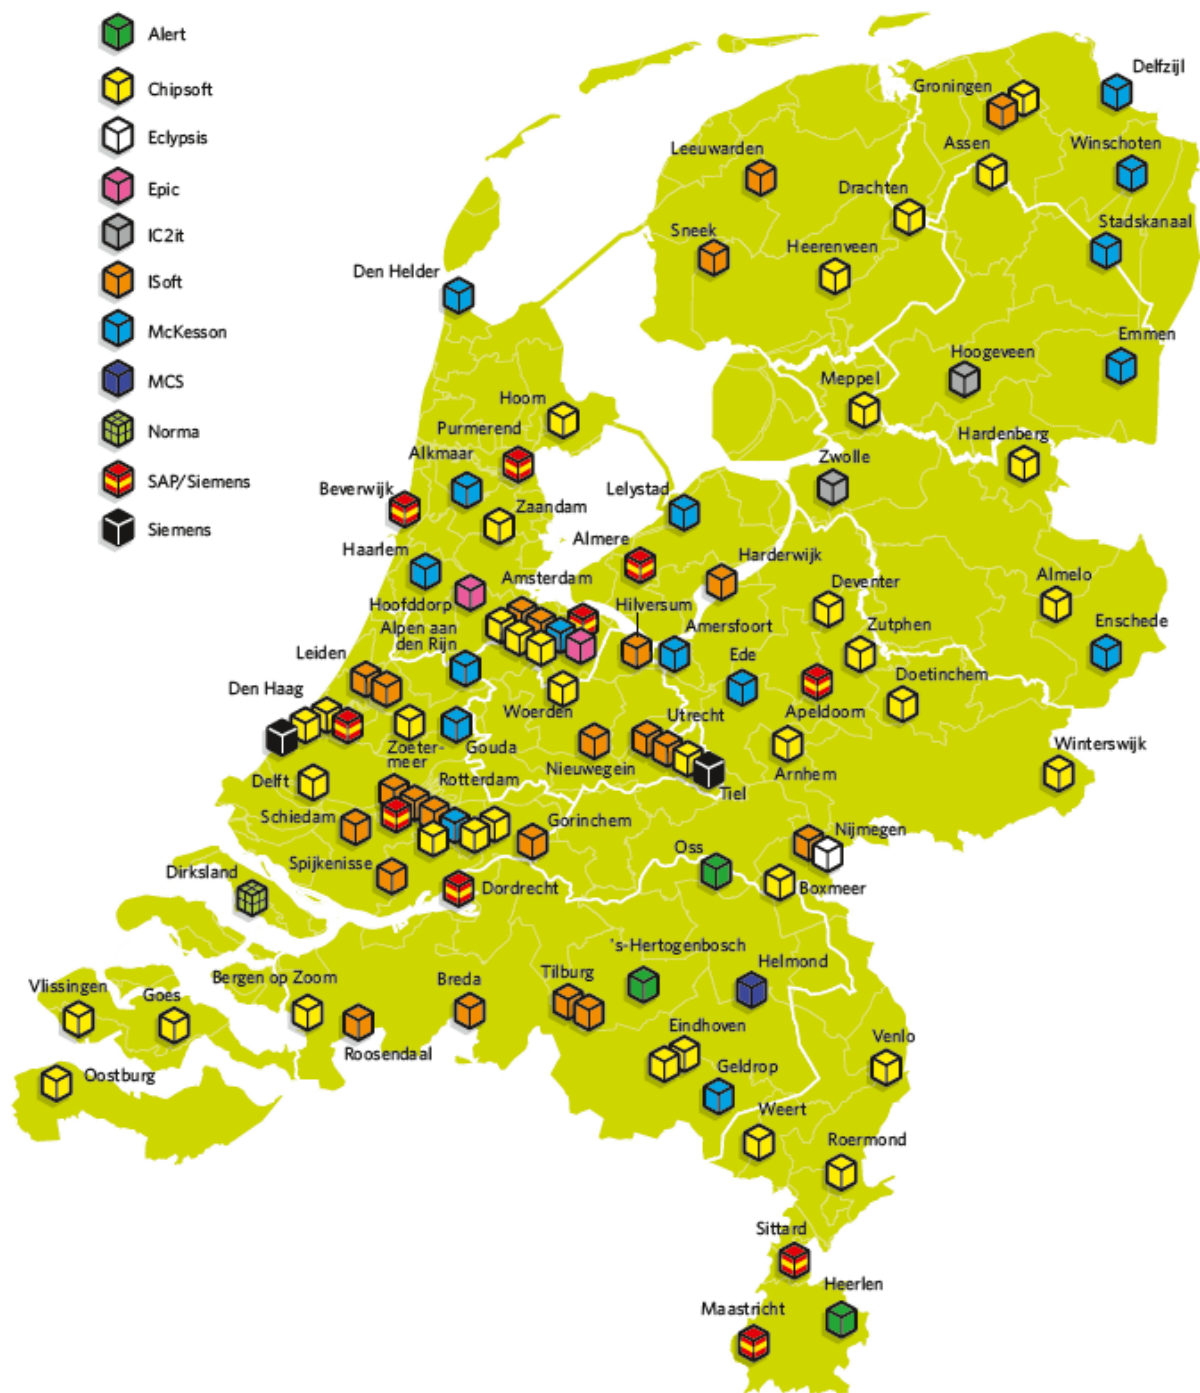 Alert
Chipsoft
Eclypsis
Epic
IC2it
ISoft
McKesson
MCS
Norma
SAP/Siemens
Siemens
Delfzijl
Groningen
Winschoten
Assen
Leeuwarden
Drachten
Stadskanaal
Sneek
Heerenveen
Den Helder
Emmen
Hoogeveen
Meppel
Hoorn
Purmerend
Hardenberg
Alkmaar
Zwolle
Beverwijk
Lelystad
Zaandam
Almere
Haarlem
Harderwijk
Amsterdam
Deventer
Almelo
Hoofddorp
Hilversum
Alpen aan
den Rijn
Amersfoort
Zutphen
Enschede
Leiden
Ede
Doetinchem
Den Haag
Woerden
Utrecht
Apeldoorn
Zoeter-
meer
Gouda
Nieuwegein
Arnhem
Winterswijk
Delft
Rotterdam
Tiel
Schiedam
Gorinchem
Nijmegen
Oss
Spijkenisse
Dirksland
Dordrecht
Boxmeer
's-Hertogenbosch
Helmond
Vlissingen
Goes
Bergen op Zoom
Breda
Tilburg
Eindhoven
Roosendaal
Venlo
Oostburg
Geldrop
Weert
Roermond
Sittard
Heerlen
Maastricht